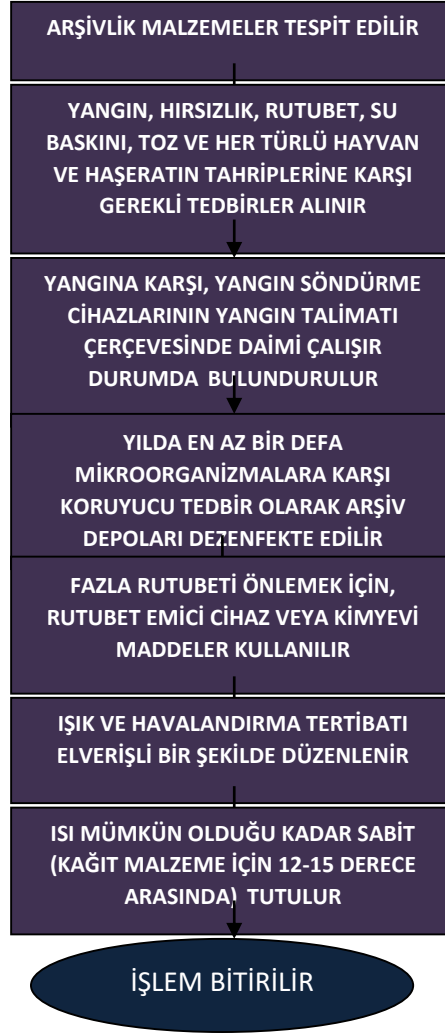 ARŞİVLİK MALZEMELER TESPİT EDİLİR
YANGIN, HIRSIZLIK, RUTUBET, SU
BASKINI, TOZ VE HER TÜRLÜ HAYVAN
VE HAŞERATIN TAHRİPLERİNE KARŞI
GEREKLİ TEDBİRLER ALINIR
YANGINA KARŞI, YANGIN SÖNDÜRME
CİHAZLARININ YANGIN TALİMATI
ÇERÇEVESİNDE DAİMİ ÇALIŞIR
DURUMDA BULUNDURULUR
YILDA EN AZ BİR DEFA
MİKROORGANİZMALARA KARŞI
KORUYUCU TEDBİR OLARAK ARŞİV
DEPOLARI DEZENFEKTE EDİLİR
FAZLA RUTUBETİ ÖNLEMEK İÇİN,
RUTUBET EMİCİ CİHAZ VEYA KİMYEVİ
MADDELER KULLANILIR
IŞIK VE HAVALANDIRMA TERTİBATI
ELVERİŞLİ BİR ŞEKİLDE DÜZENLENİR
ISI MÜMKÜN OLDUĞU KADAR SABİT
(KAĞIT MALZEME İÇİN 12-15 DERECE
ARASINDA) TUTULUR
İŞLEM BİTİRİLİR